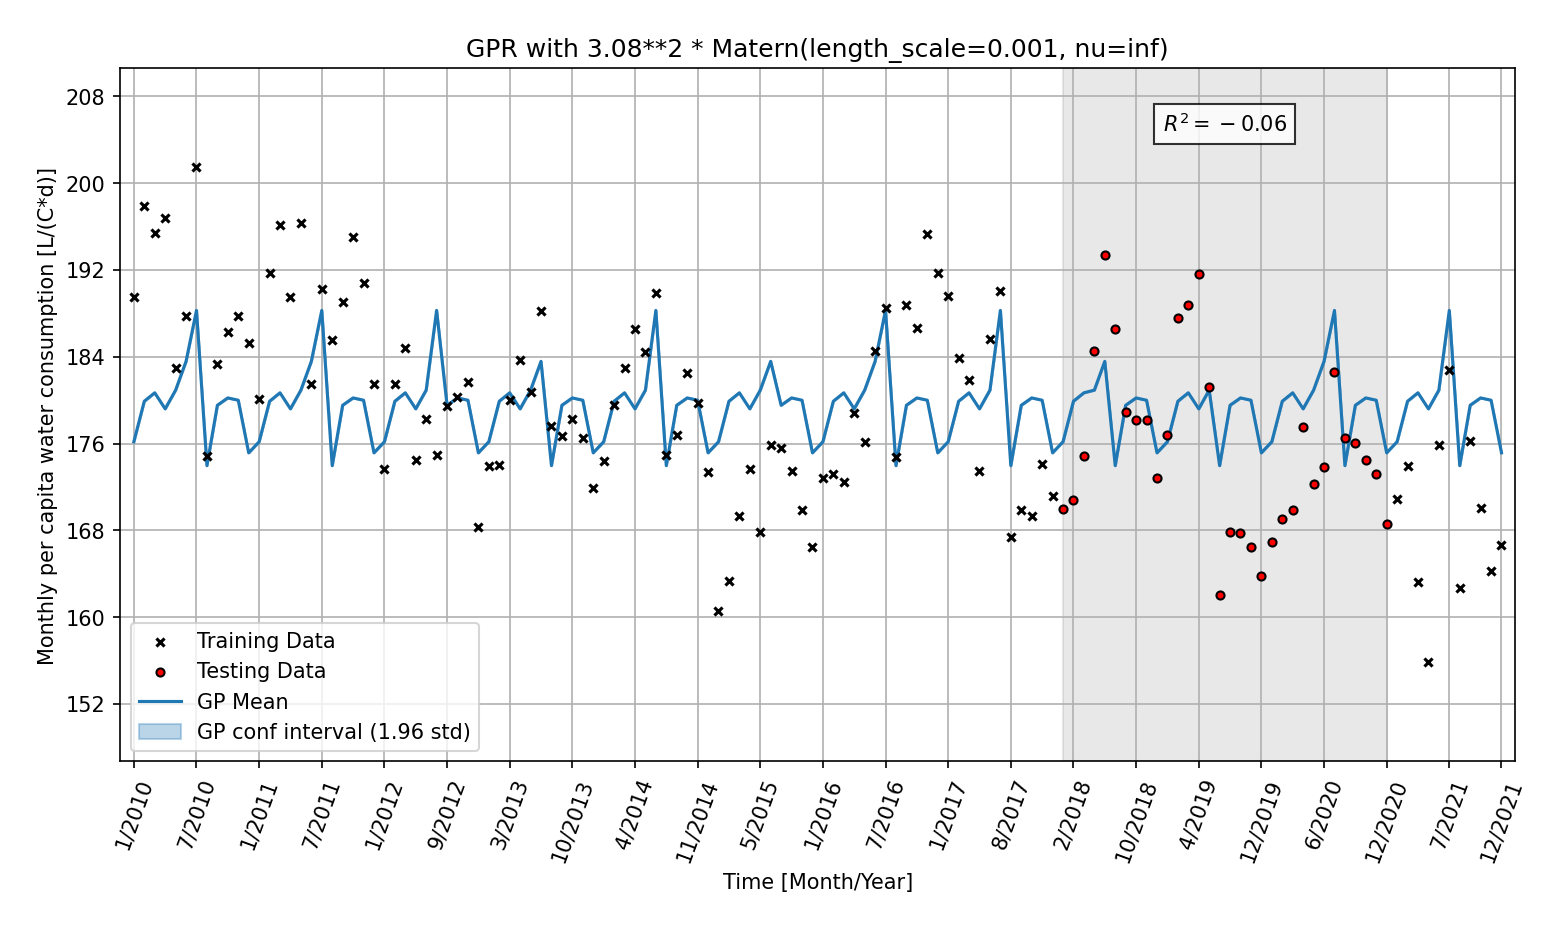 GPR with 3.08**2 * Matern(length_scale=0.001, nu=inf)
Monthly per capita water consumption [L/(C*d)]
208
200
192
184
176
168
160
152
R² = −0.06
Training Data
Testing Data
GP Mean
GP conf interval (1.96 std)
1/2010 7/2010 1/2011 7/2011 1/2012 9/2012 3/2013 10/2013 4/2014 11/2014 5/2015 1/2016 7/2016 1/2017 8/2017 2/2018 10/2018 4/2019 12/2019 6/2020 12/2020 7/2021 12/2021
Time [Month/Year]